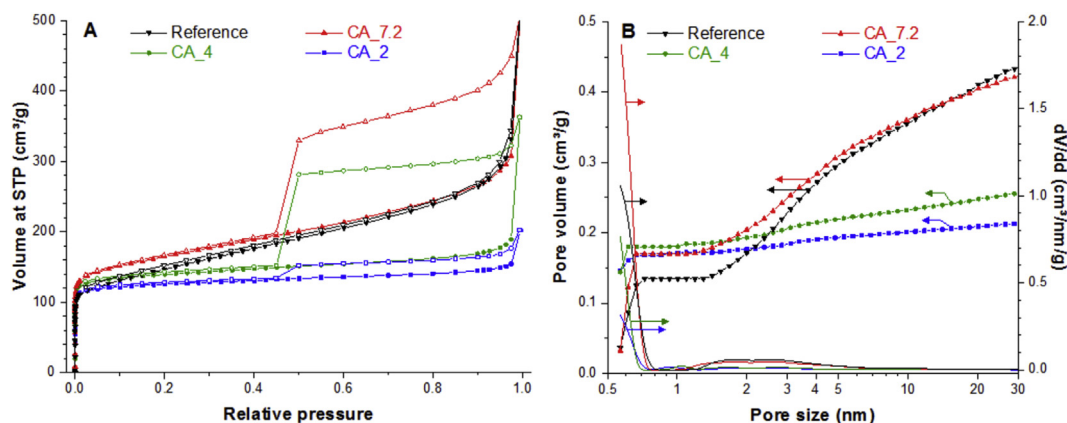 A
Reference
CA_7.2
CA_4
CA_2
500
400
300
200
100
0
Volume at STP (cm³/g)
0.0
0.2
0.4
0.6
0.8
1.0
Relative pressure
B
Reference
CA_7.2
CA_4
CA_2
0.5
0.4
0.3
0.2
0.1
0.0
Pore volume (cm³/g)
2.0
1.5
1.0
0.5
0.0
dV/dd (cm³/nm/g)
0.5
1
2
3
4
5
10
20
30
Pore size (nm)